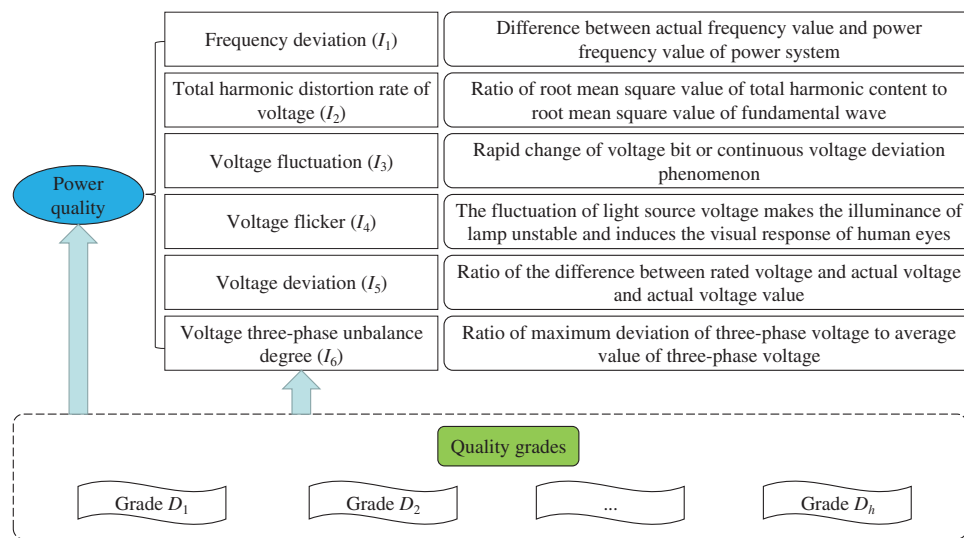 Frequency deviation (I1)
Difference between actual frequency value and power
frequency value of power system
Total harmonic distortion rate of
voltage (I2)
Ratio of root mean square value of total harmonic content to
root mean square value of fundamental wave
Voltage fluctuation (I3)
Rapid change of voltage bit or continuous voltage deviation
phenomenon
Power
quality
Voltage flicker (I4)
The fluctuation of light source voltage makes the illuminance of
lamp unstable and induces the visual response of human eyes
Voltage deviation (I5)
Ratio of the difference between rated voltage and actual voltage
and actual voltage value
Voltage three-phase unbalance
degree (I6)
Ratio of maximum deviation of three-phase voltage to average
value of three-phase voltage
Quality grades
Grade D1
Grade D2
...
Grade Dh